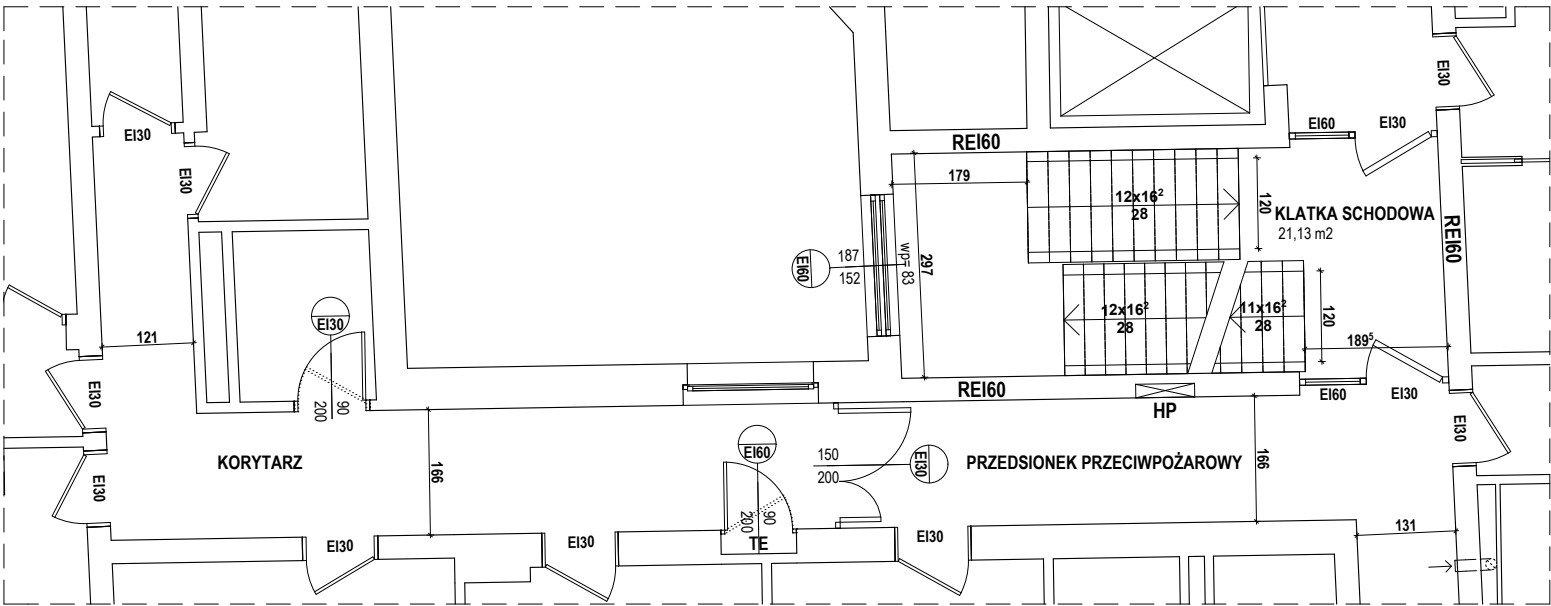 EI30
EI30
REI60
179
12x16²
28
120
KLATKA SCHODOWA
21,13 m2
EI60
EI30
EI30
REI60
EI60
187
152
wp= 83
297
12x16²
28
11x16²
28
120
189⁵
121
EI30
90
200
REI60
HP
EI60
EI30
EI30
EI30
EI30
KORYTARZ
166
EI60
90
200
TE
150
200
EI30
PRZEDSIONEK PRZECIWPOŻAROWY
166
131
EI30
EI30
EI30